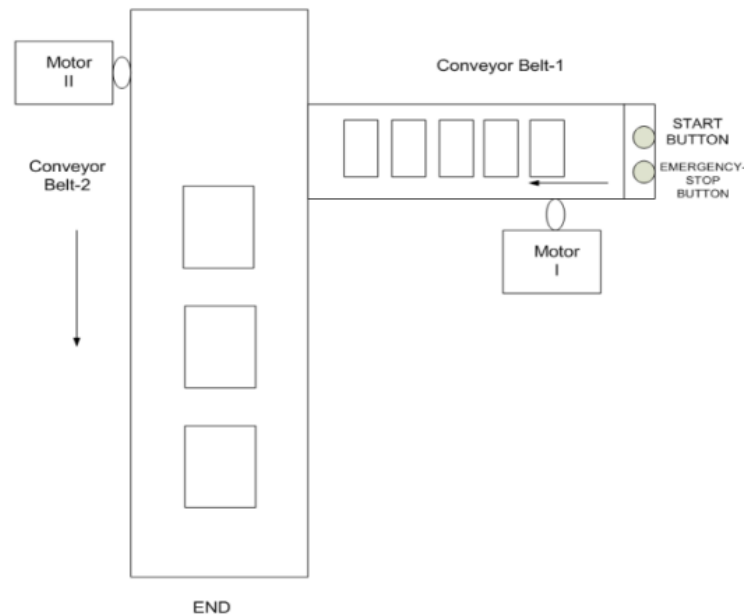 Motor
II
Conveyor Belt-1
START
BUTTON
EMERGENCY-
STOP
BUTTON
Conveyor
Belt-2
Motor
I
END